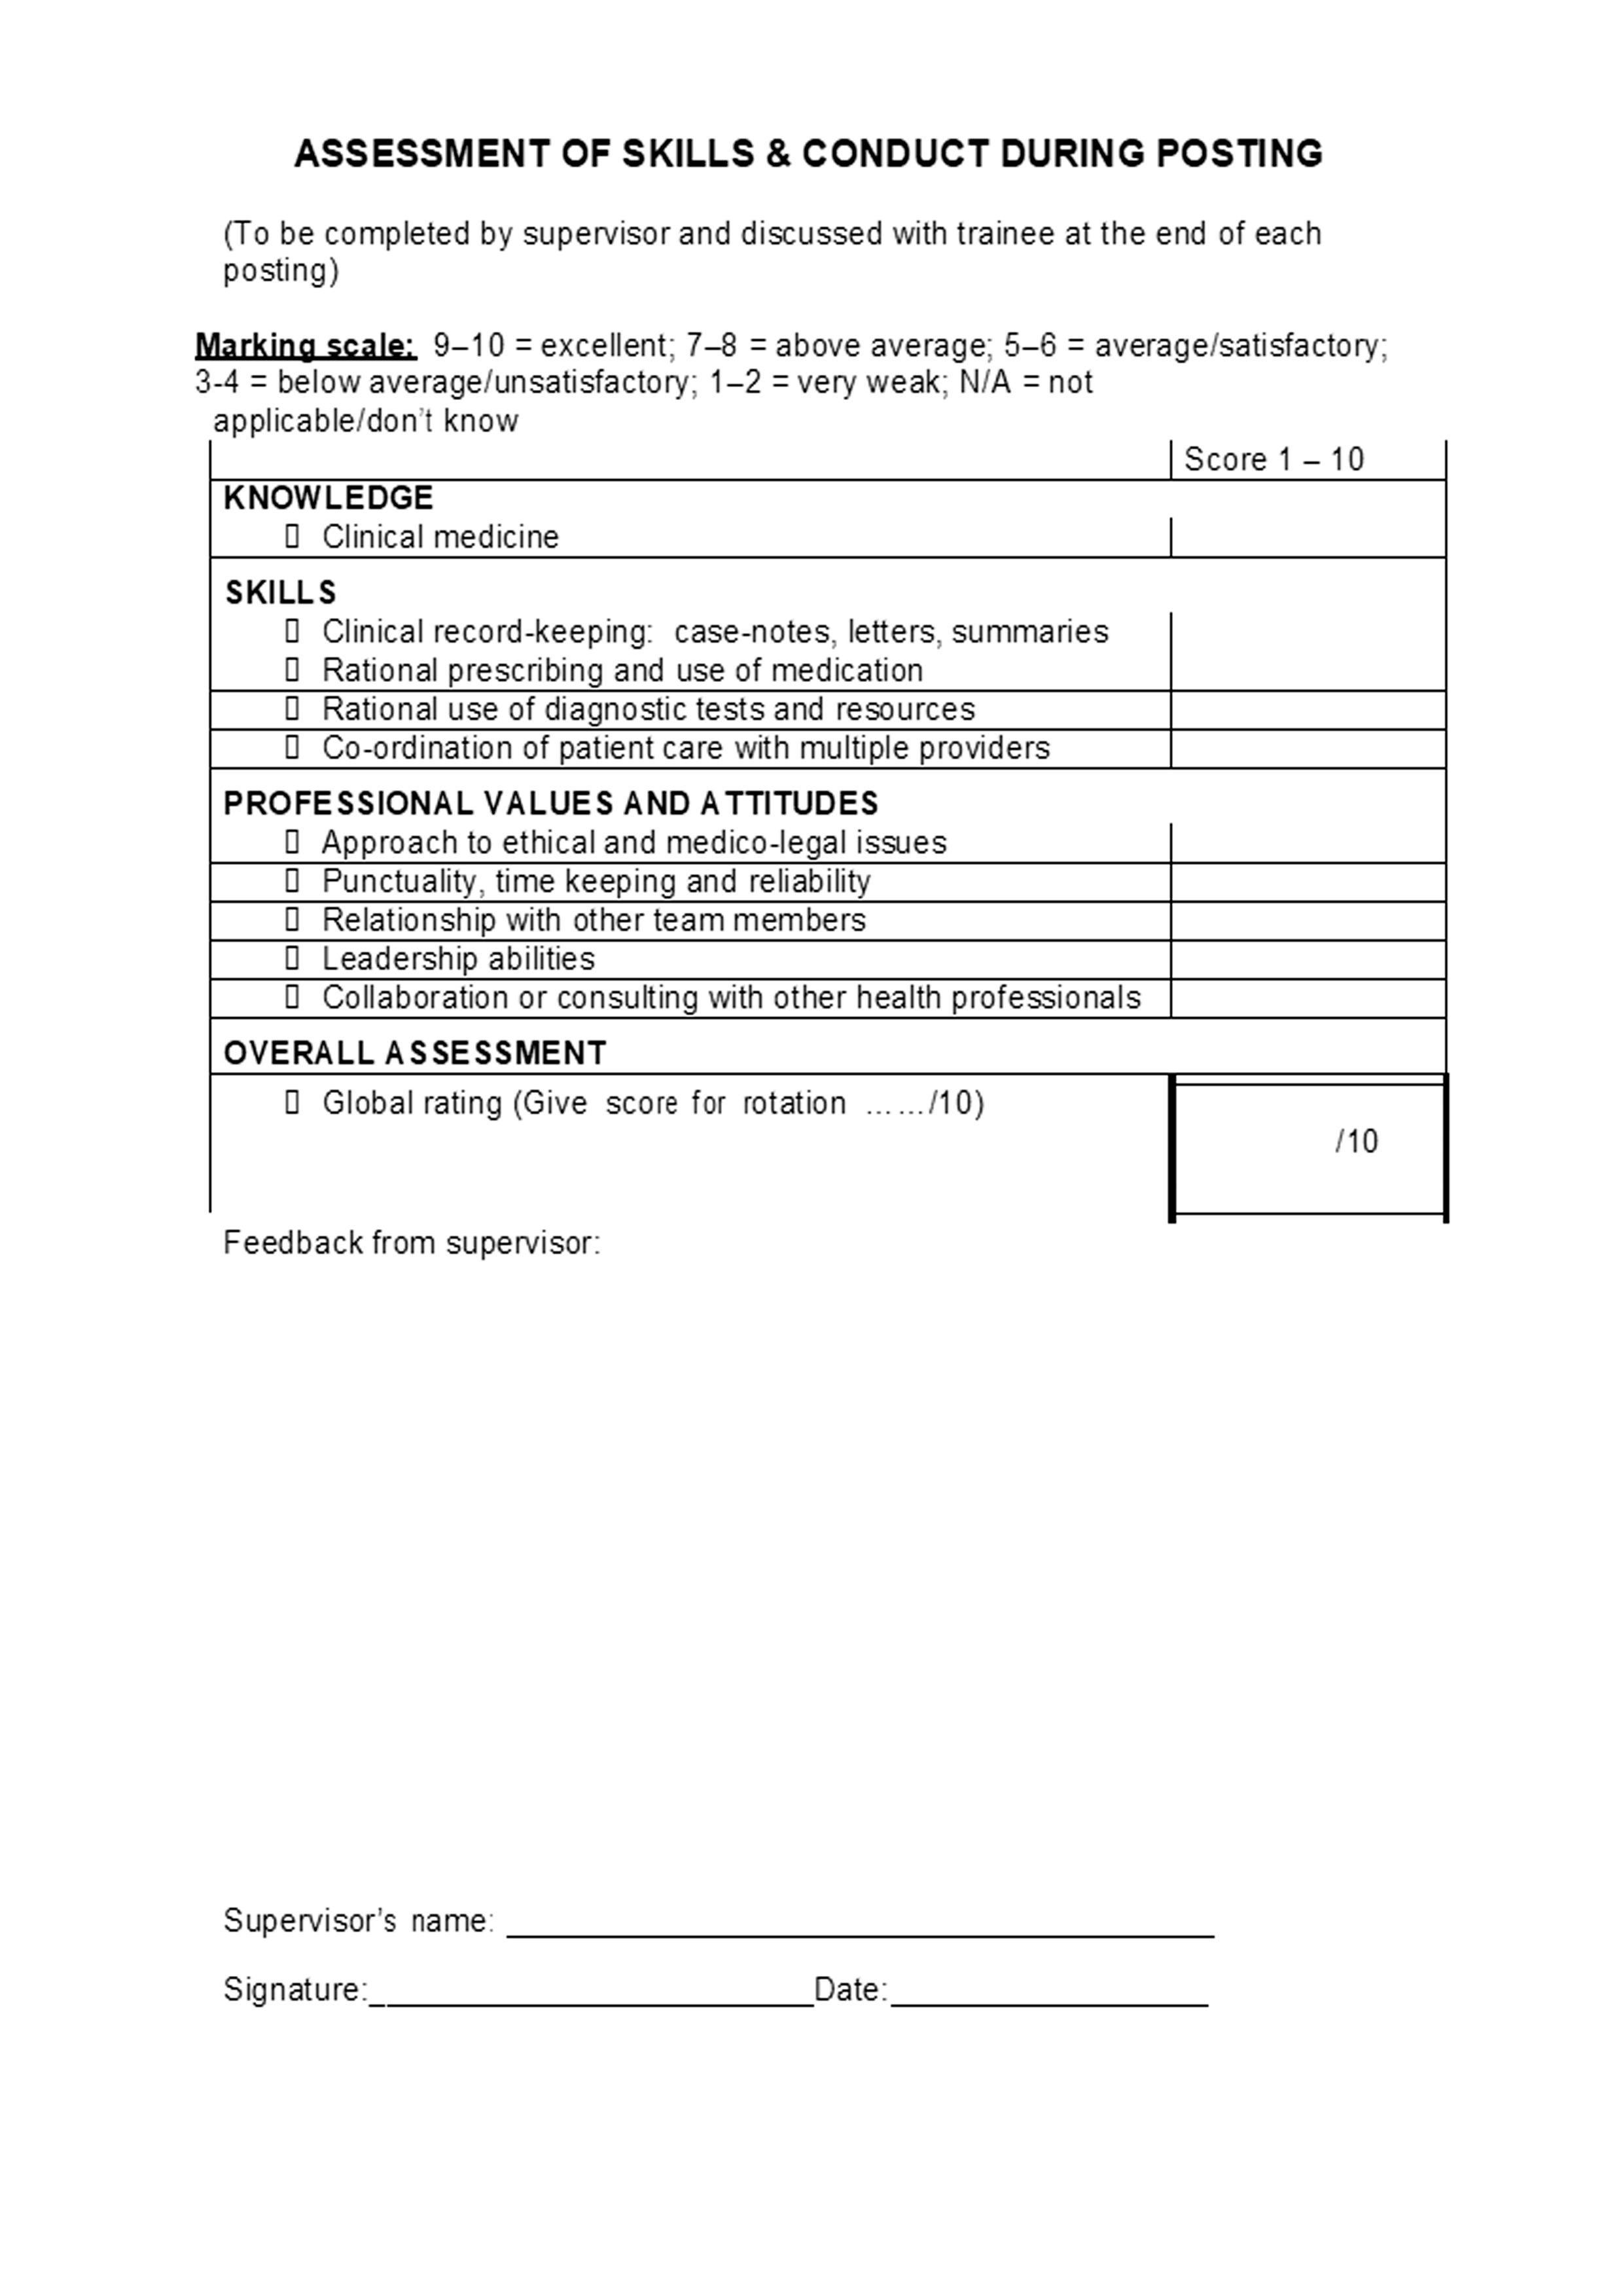 ASSESSMENT OF SKILLS & CONDUCT DURING POSTING
(To be completed by supervisor and discussed with trainee at the end of each
posting)
Marking scale: 9–10 = excellent; 7–8 = above average; 5–6 = average/satisfactory;
3-4 = below average/unsatisfactory; 1–2 = very weak; N/A = not
applicable/don’t know
Score 1 – 10
KNOWLEDGE
Clinical medicine
SKILLS
Clinical record-keeping: case-notes, letters, summaries
Rational prescribing and use of medication
Rational use of diagnostic tests and resources
Co-ordination of patient care with multiple providers
PROFESSIONAL VALUES AND ATTITUDES
Approach to ethical and medico-legal issues
Punctuality, time keeping and reliability
Relationship with other team members
Leadership abilities
Collaboration or consulting with other health professionals
OVERALL ASSESSMENT
Global rating (Give score for rotation ……/10)
/10
Feedback from supervisor:
Supervisor’s name: ____________________
Signature:____________________Date:____________________